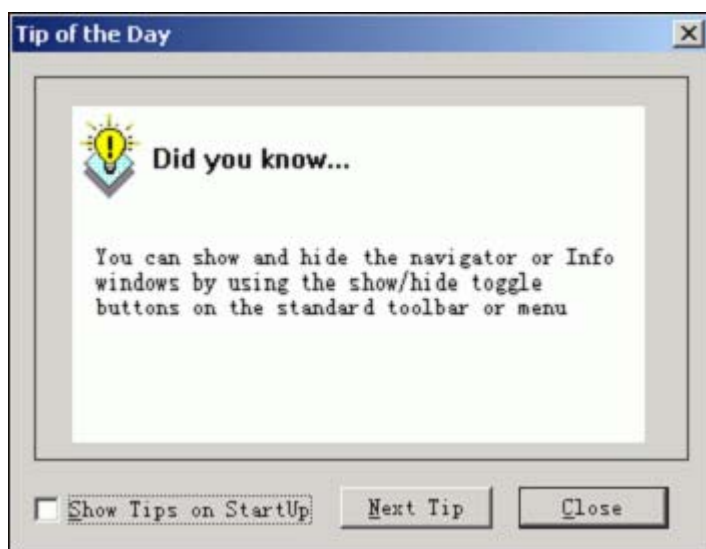 Tip of the Day
Did you know...
You can show and hide the navigator or Info
windows by using the show/hide toggle
buttons on the standard toolbar or menu
Show Tips on StartUp
Next Tip
Close